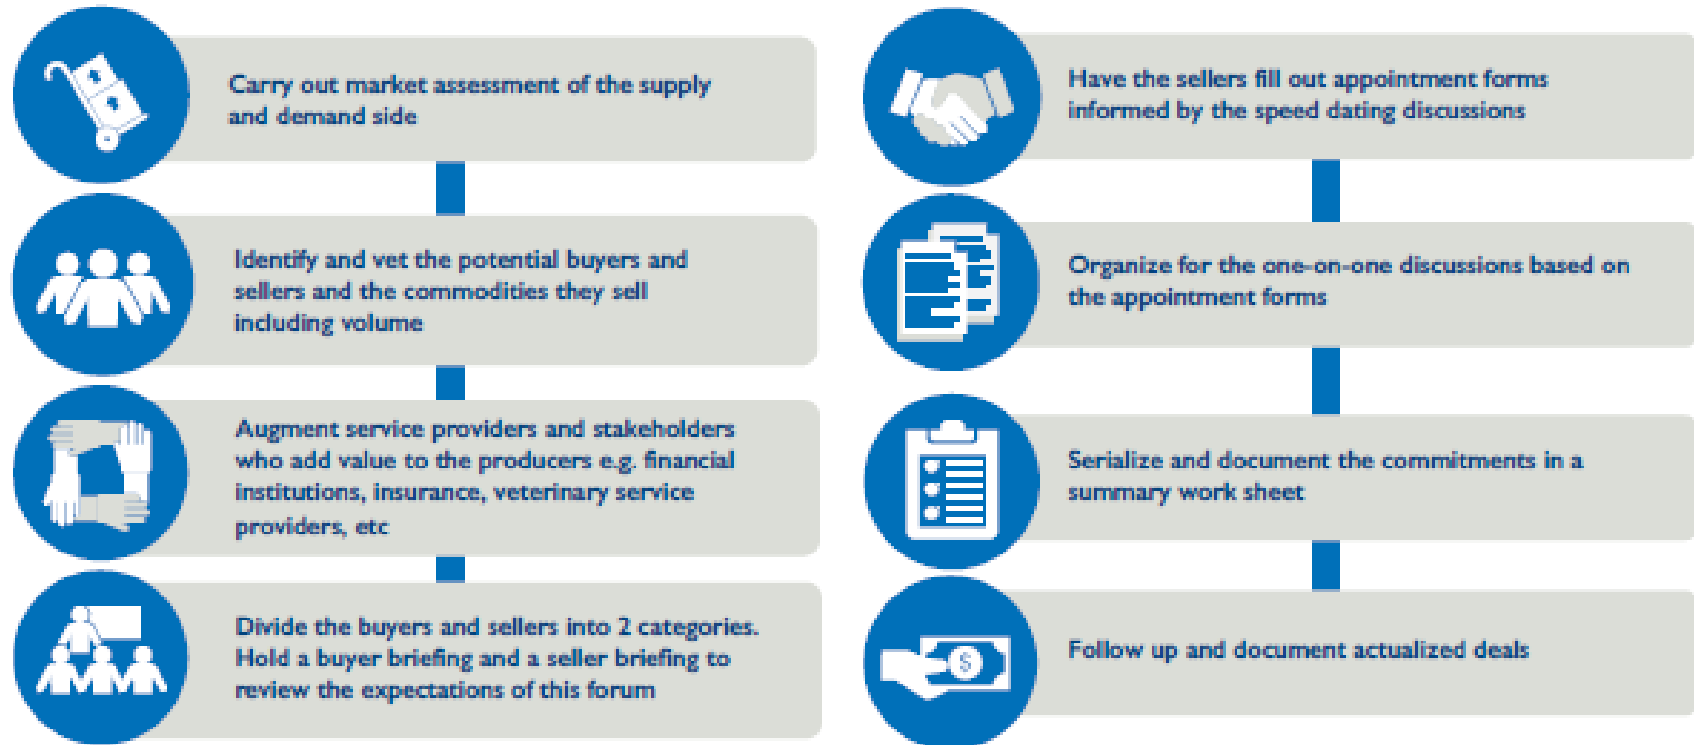 Carry out market assessment of the supply
and demand side
Identify and vet the potential buyers and
sellers and the commodities they sell
including volume
Augment service providers and stakeholders
who add value to the producers e.g. financial
institutions, insurance, veterinary service
providers, etc
Divide the buyers and sellers into 2 categories.
Hold a buyer briefing and a seller briefing to
review the expectations of this forum
Have the sellers fill out appointment forms
informed by the speed dating discussions
Organize for the one-on-one discussions based on
the appointment forms
Serialize and document the commitments in a
summary work sheet
$
Follow up and document actualized deals